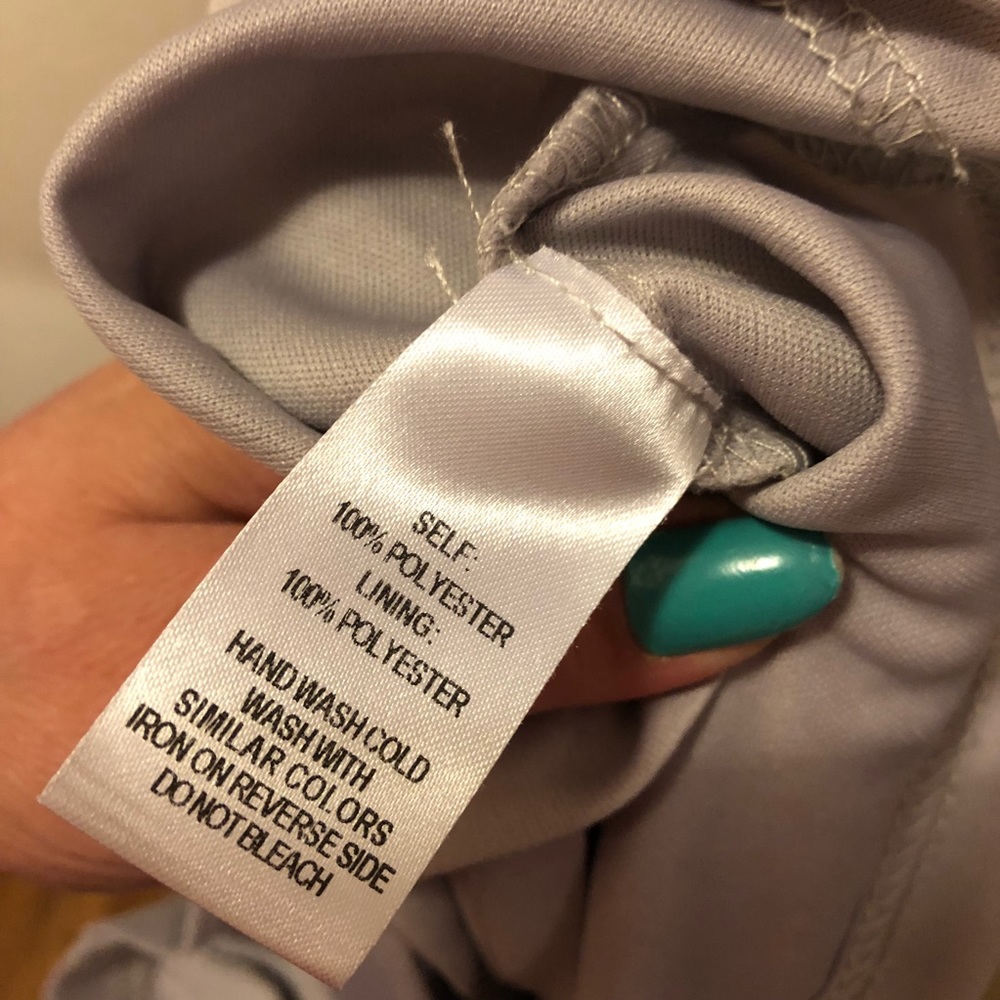 SELF:
100% POLYESTER
LINING:
100% POLYESTER
HAND WASH COLD
WASH WITH
SIMILAR COLORS
IRON ON REVERSE SIDE
DO NOT BLEACH